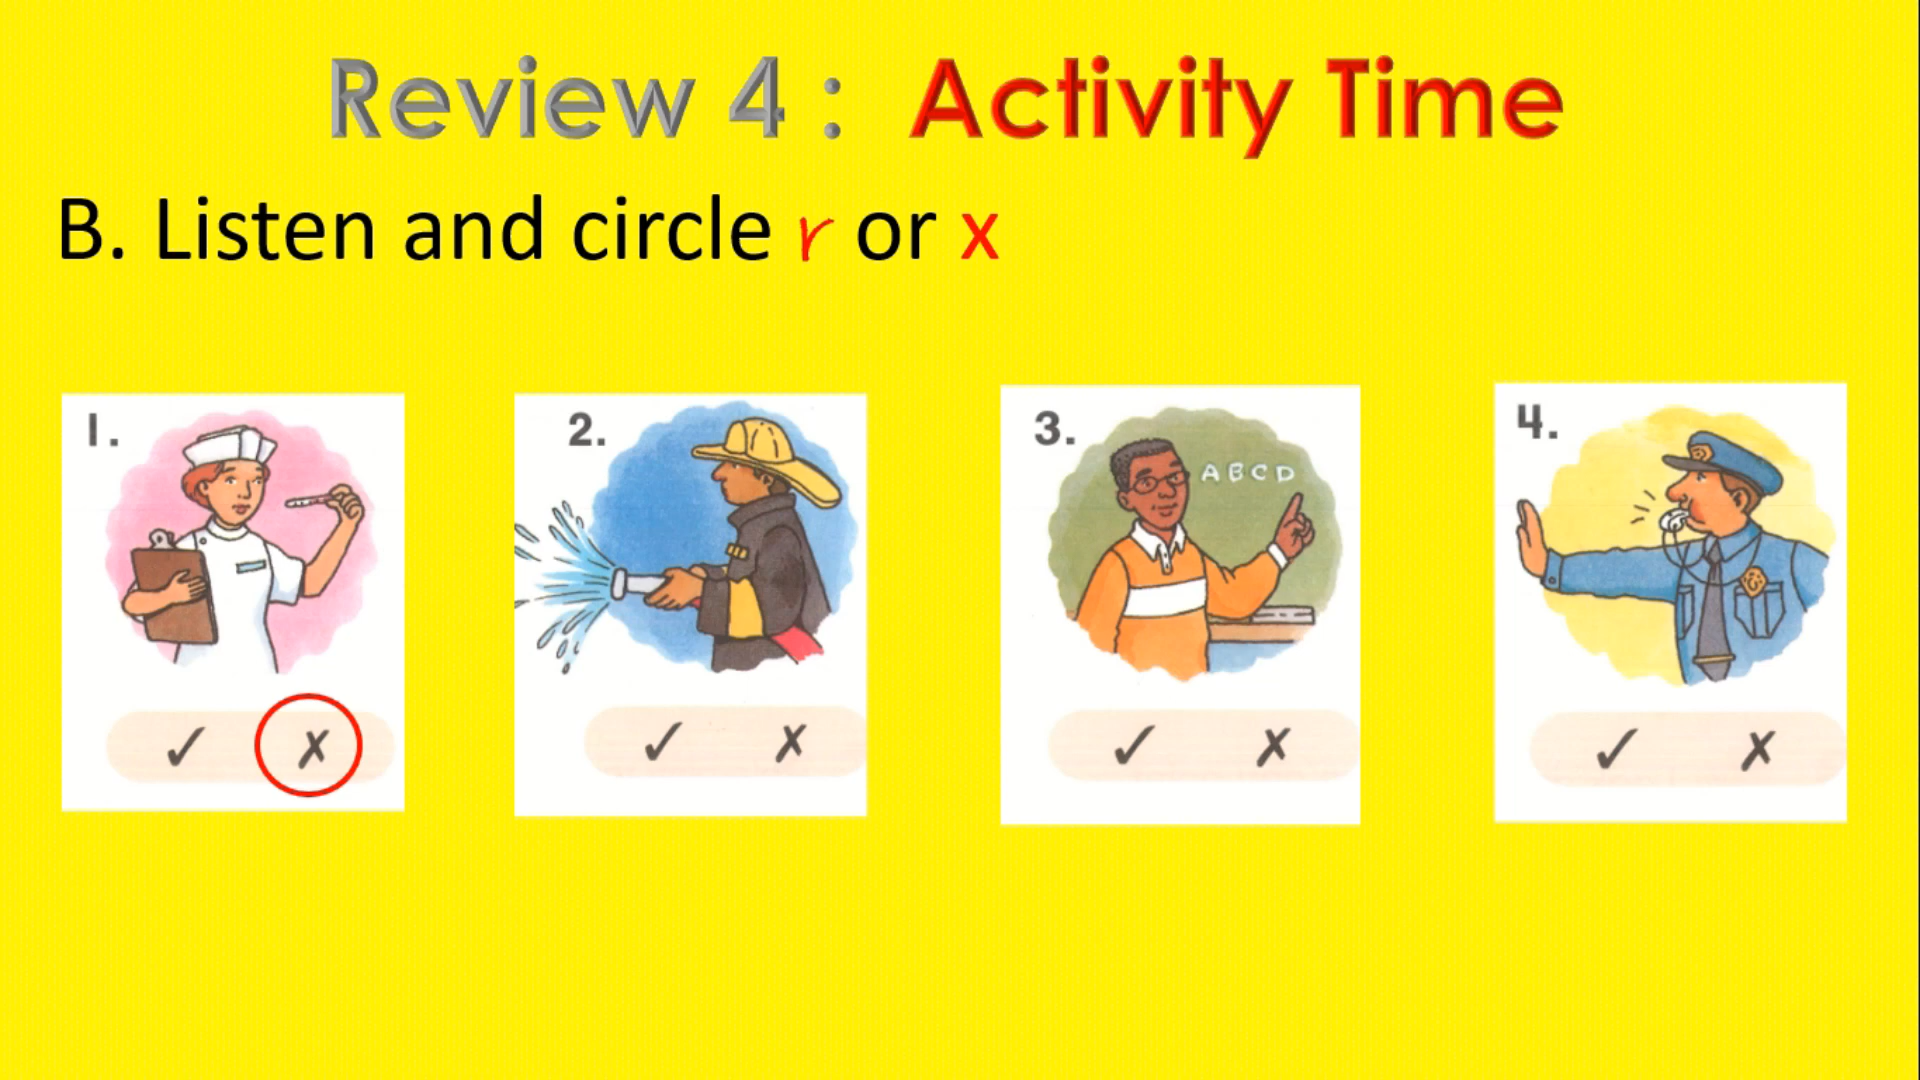 Review 4 : Activity Time
B. Listen and circle r or x
1.
2.
3.
ABCD
4.
✓ ✗
✓ ✗
✓ ✗
✓ ✗